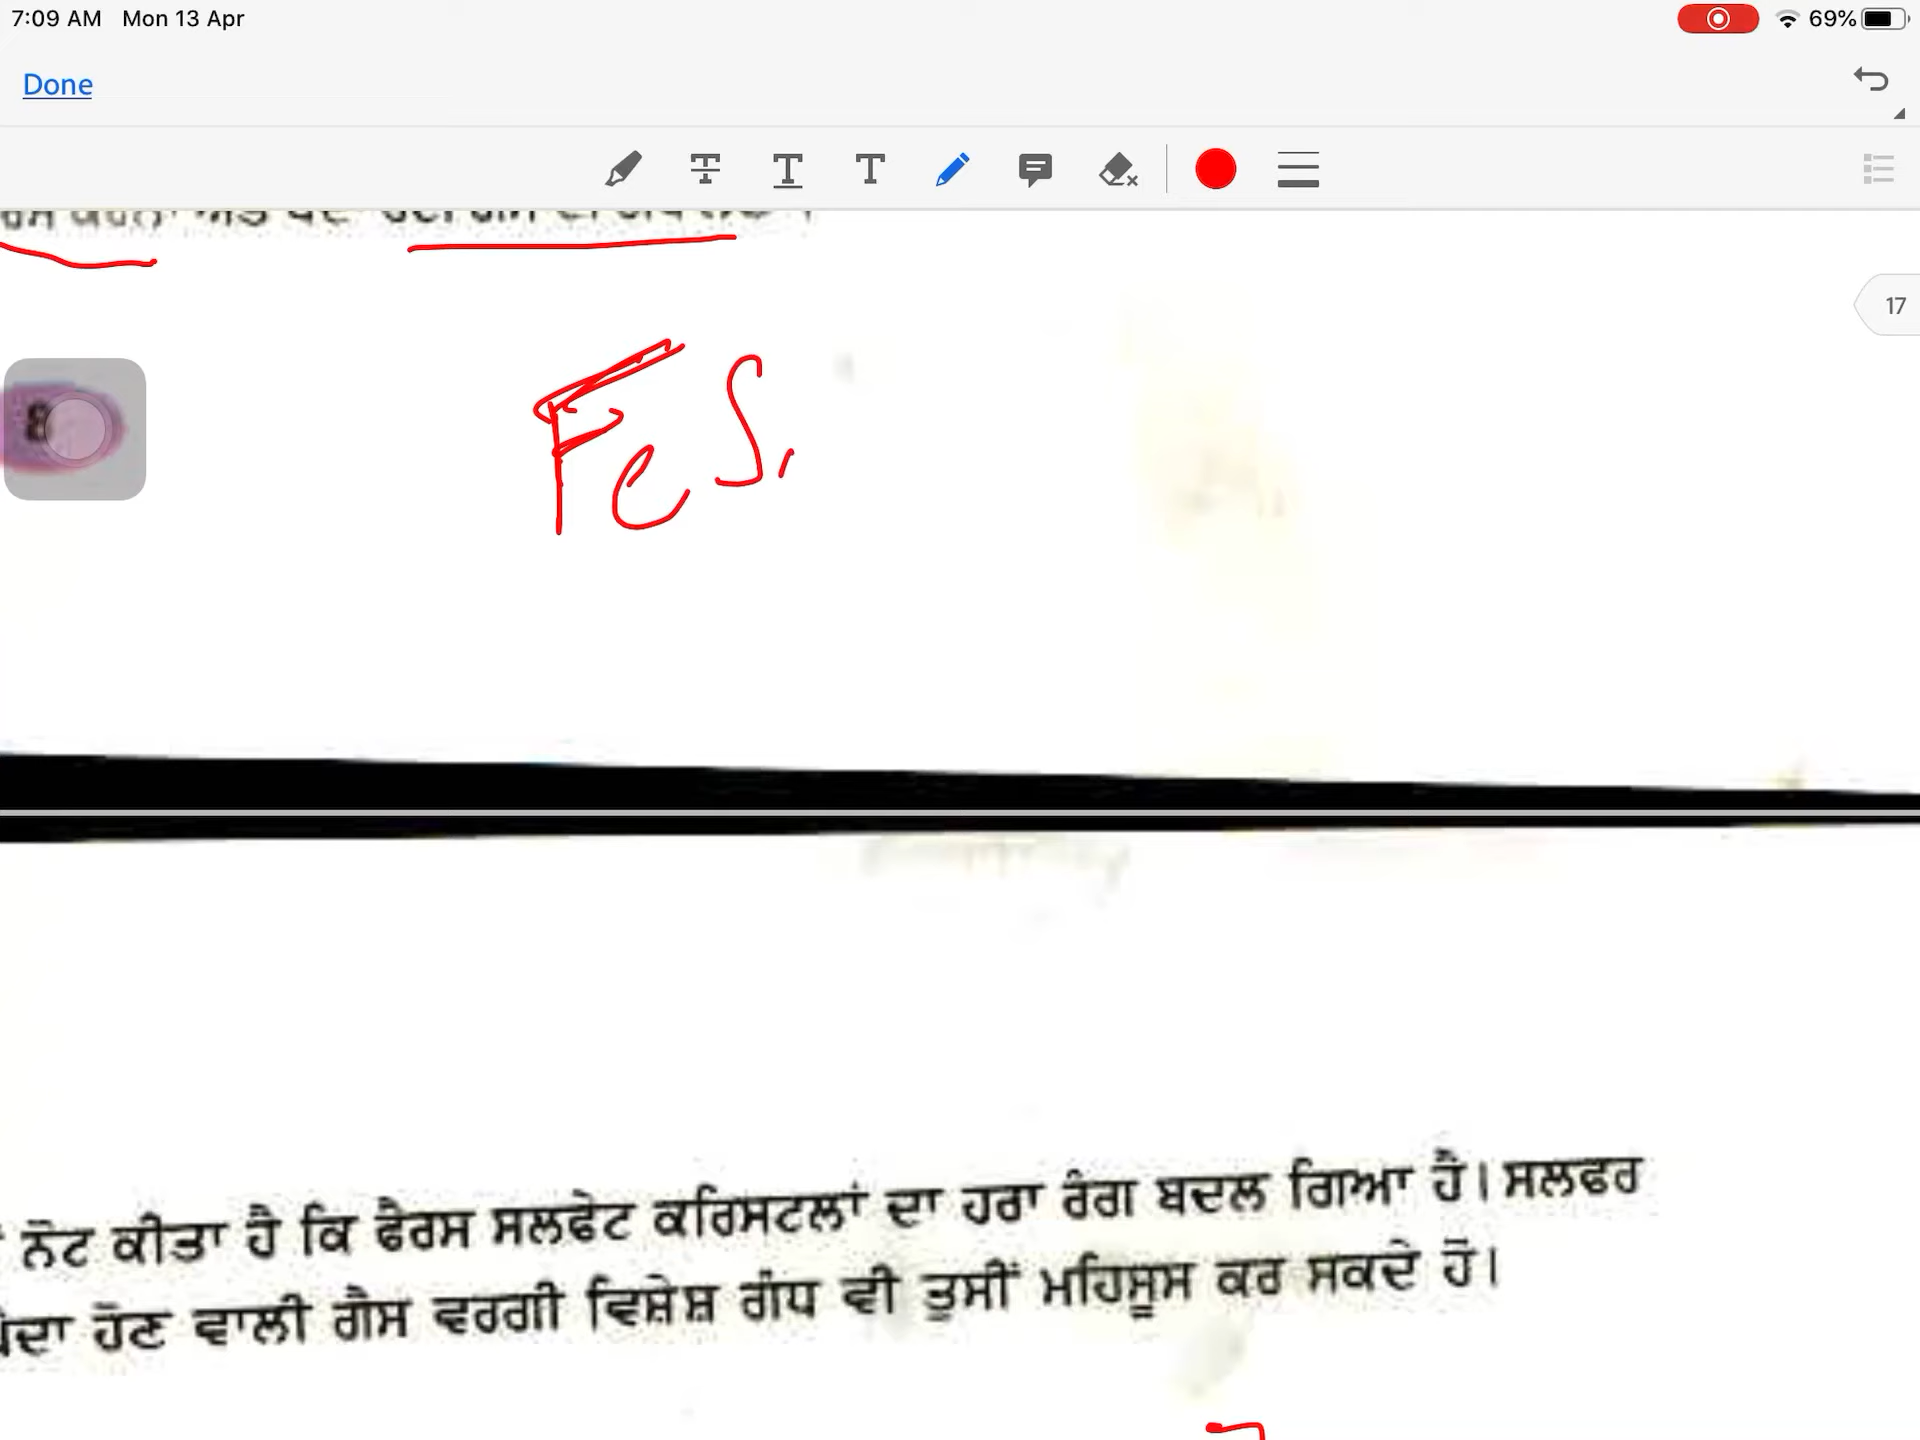 7:09 AM Mon 13 Apr
69%
Done
17
FeS
ਨੋਟ ਕੀਤਾ ਹੈ ਕਿ ਫੈਰਸ ਸਲਫੇਟ ਕਰਿਸਟਲਾਂ ਦਾ ਹਰਾ ਰੰਗ ਬਦਲ ਗਿਆ ਹੈ। ਸਲਫਰ
ਹੋਣ ਵਾਲੀ ਗੈਸ ਵਰਗੀ ਵਿਸ਼ੇਸ਼ ਗੰਧ ਵੀ ਤੁਸੀਂ ਮਹਿਸੂਸ ਕਰ ਸਕਦੇ ਹੋ।